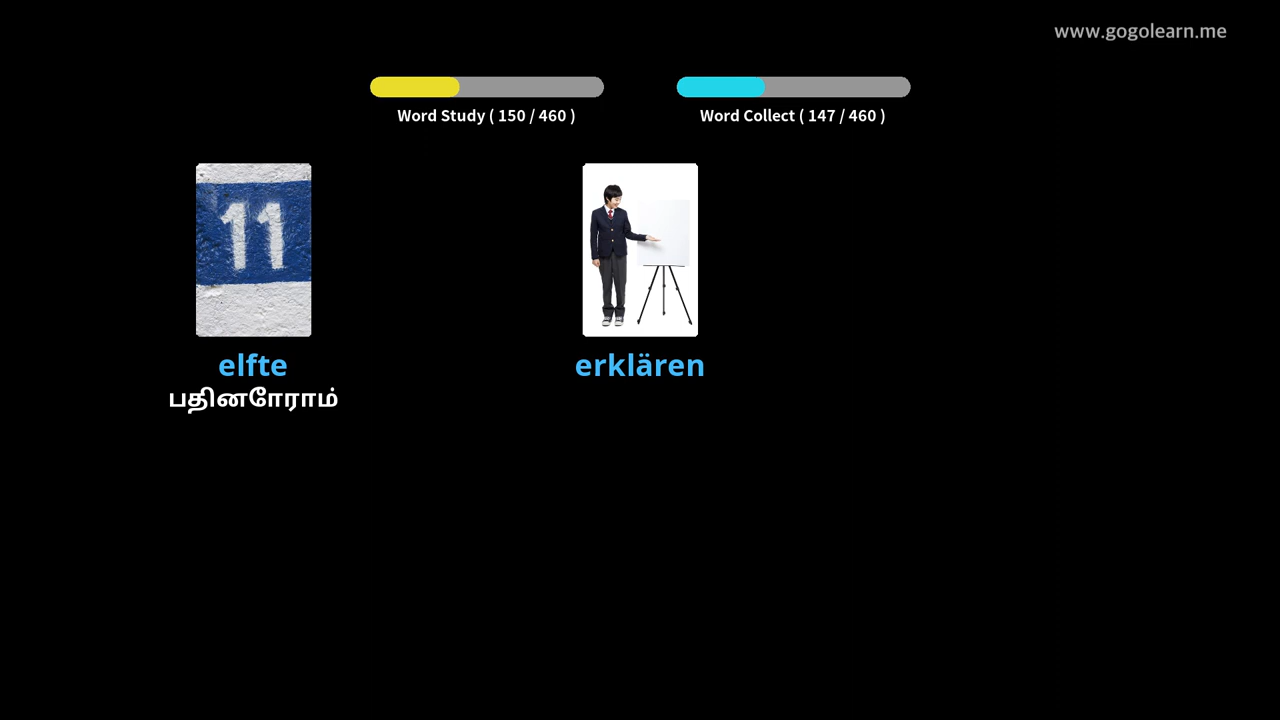 www.gogolearn.me
Word Study ( 150 / 460 )
Word Collect ( 147 / 460 )
11
elfte
erklären
பதினோராம்